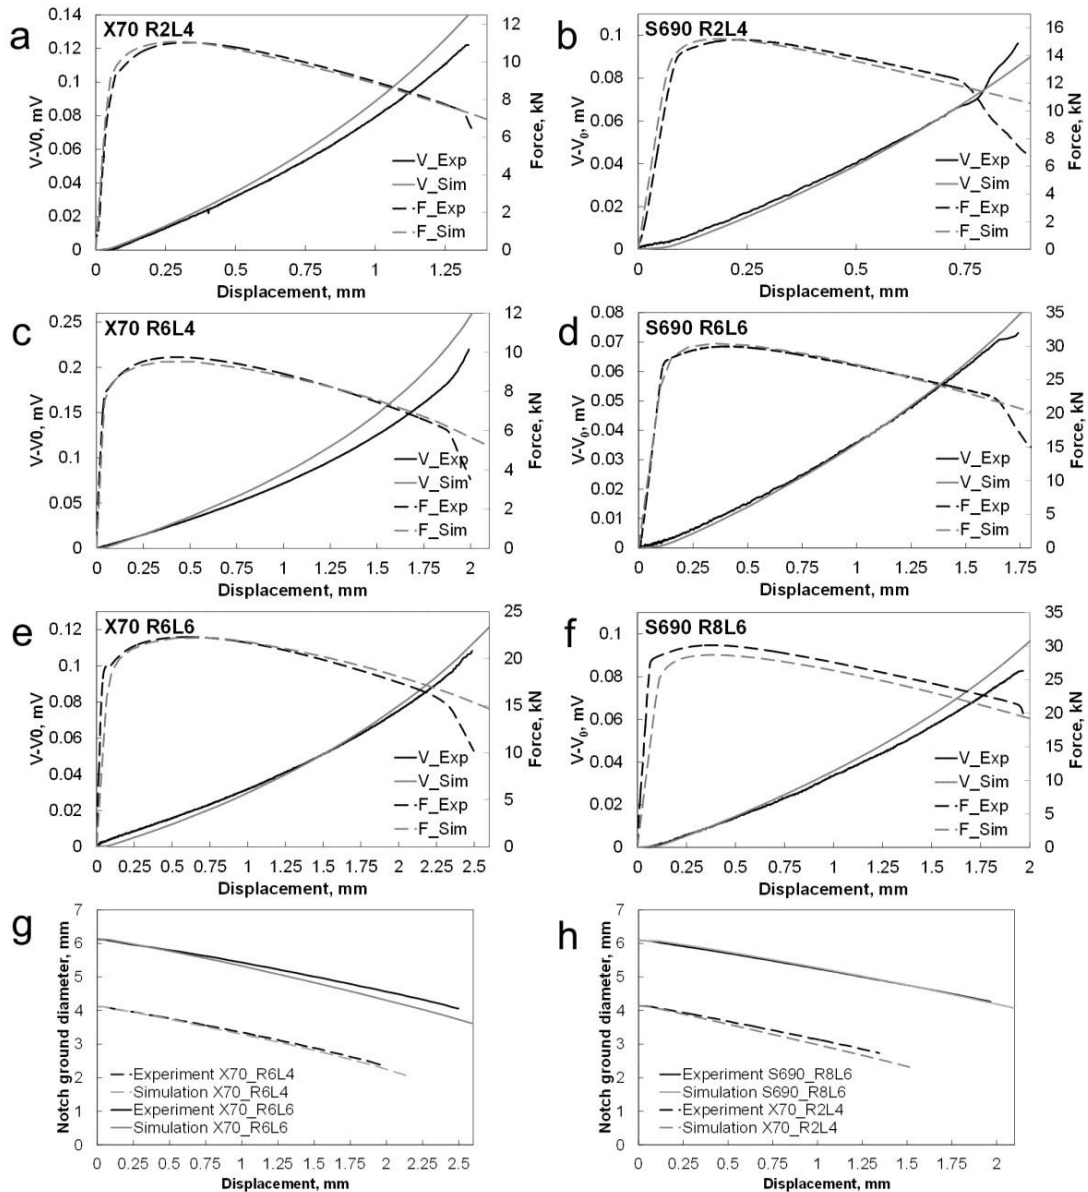 a
X70 R2L4
0.14
0.12
0.1
0.08
0.06
0.04
0.02
0
V-V0, mV
12
10
8
6
4
2
0
Force, kN
V_Exp
V_Sim
F_Exp
F_Sim
0 0.25 0.5 0.75 1 1.25
Displacement, mm
b
S690 R2L4
0.1
0.08
0.06
0.04
0.02
0
V-V0, mV
16
14
12
10
8
6
4
2
0
Force, kN
V_Exp
V_Sim
F_Exp
F_Sim
0 0.25 0.5 0.75
Displacement, mm
c
X70 R6L4
0.25
0.2
0.15
0.1
0.05
0
V-V0, mV
12
10
8
6
4
2
0
Force, kN
V_Exp
V_Sim
F_Exp
F_Sim
0 0.25 0.5 0.75 1 1.25 1.5 1.75 2
Displacement, mm
d
S690 R6L6
0.08
0.07
0.06
0.05
0.04
0.03
0.02
0.01
0
V-V0, mV
35
30
25
20
15
10
5
0
Force, kN
V_Exp
V_Sim
F_Exp
F_Sim
0 0.25 0.5 0.75 1 1.25 1.5 1.75
Displacement, mm
e
X70 R6L6
0.12
0.1
0.08
0.06
0.04
0.02
0
V-V0, mV
25
20
15
10
5
0
Force, kN
V_Exp
V_Sim
F_Exp
F_Sim
0 0.25 0.5 0.75 1 1.25 1.5 1.75 2 2.25 2.5
Displacement, mm
f
S690 R8L6
0.1
0.08
0.06
0.04
0.02
0
V-V0, mV
35
30
25
20
15
10
5
0
Force, kN
V_Exp
V_Sim
F_Exp
F_Sim
0 0.25 0.5 0.75 1 1.25 1.5 1.75 2
Displacement, mm
g
7
6
5
4
3
2
1
0
Notch ground diameter, mm
Experiment X70_R6L4
Simulation X70_R6L4
Experiment X70_R6L6
Simulation X70_R6L6
0 0.25 0.5 0.75 1 1.25 1.5 1.75 2 2.25 2.5
Displacement, mm
h
7
6
5
4
3
2
1
0
Notch ground diameter, mm
Experiment S690_R8L6
Simulation S690_R8L6
Experiment X70_R2L4
Simulation X70_R2L4
0 0.25 0.5 0.75 1 1.25 1.5 1.75 2
Displacement, mm